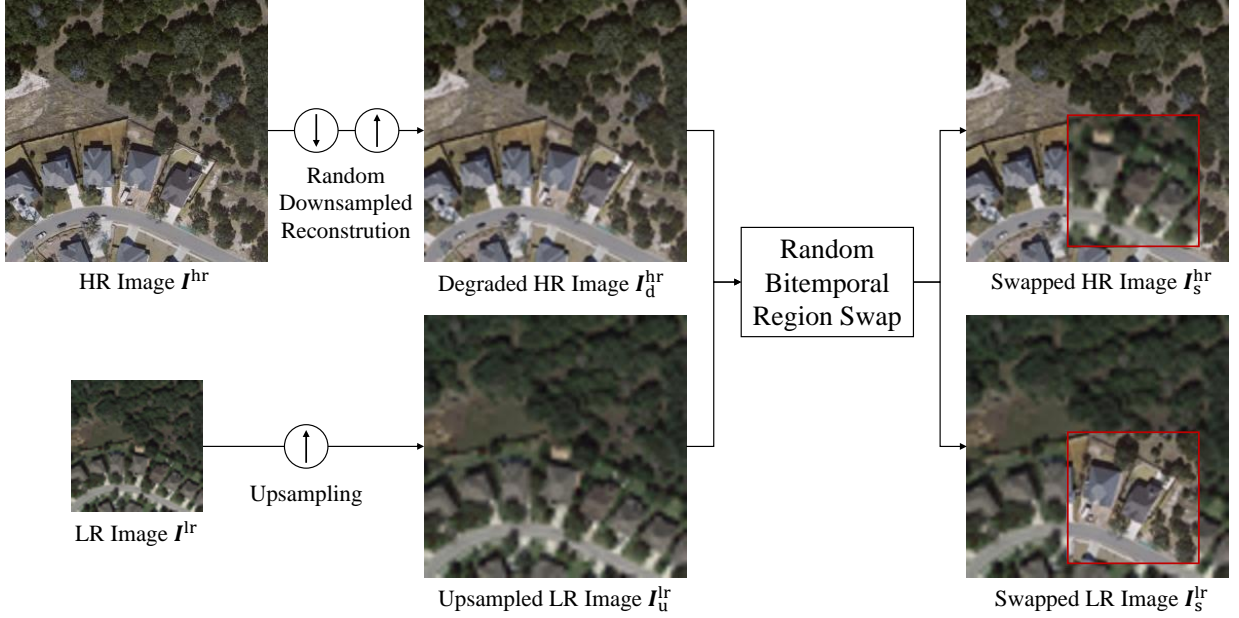 Random
Downsampled
Reconstrution
HR Image I^hr
Degraded HR Image I_d^hr
Random
Bitemporal
Region Swap
Swapped HR Image I_s^hr
Upsampling
LR Image I^lr
Upsampled LR Image I_u^lr
Swapped LR Image I_s^lr